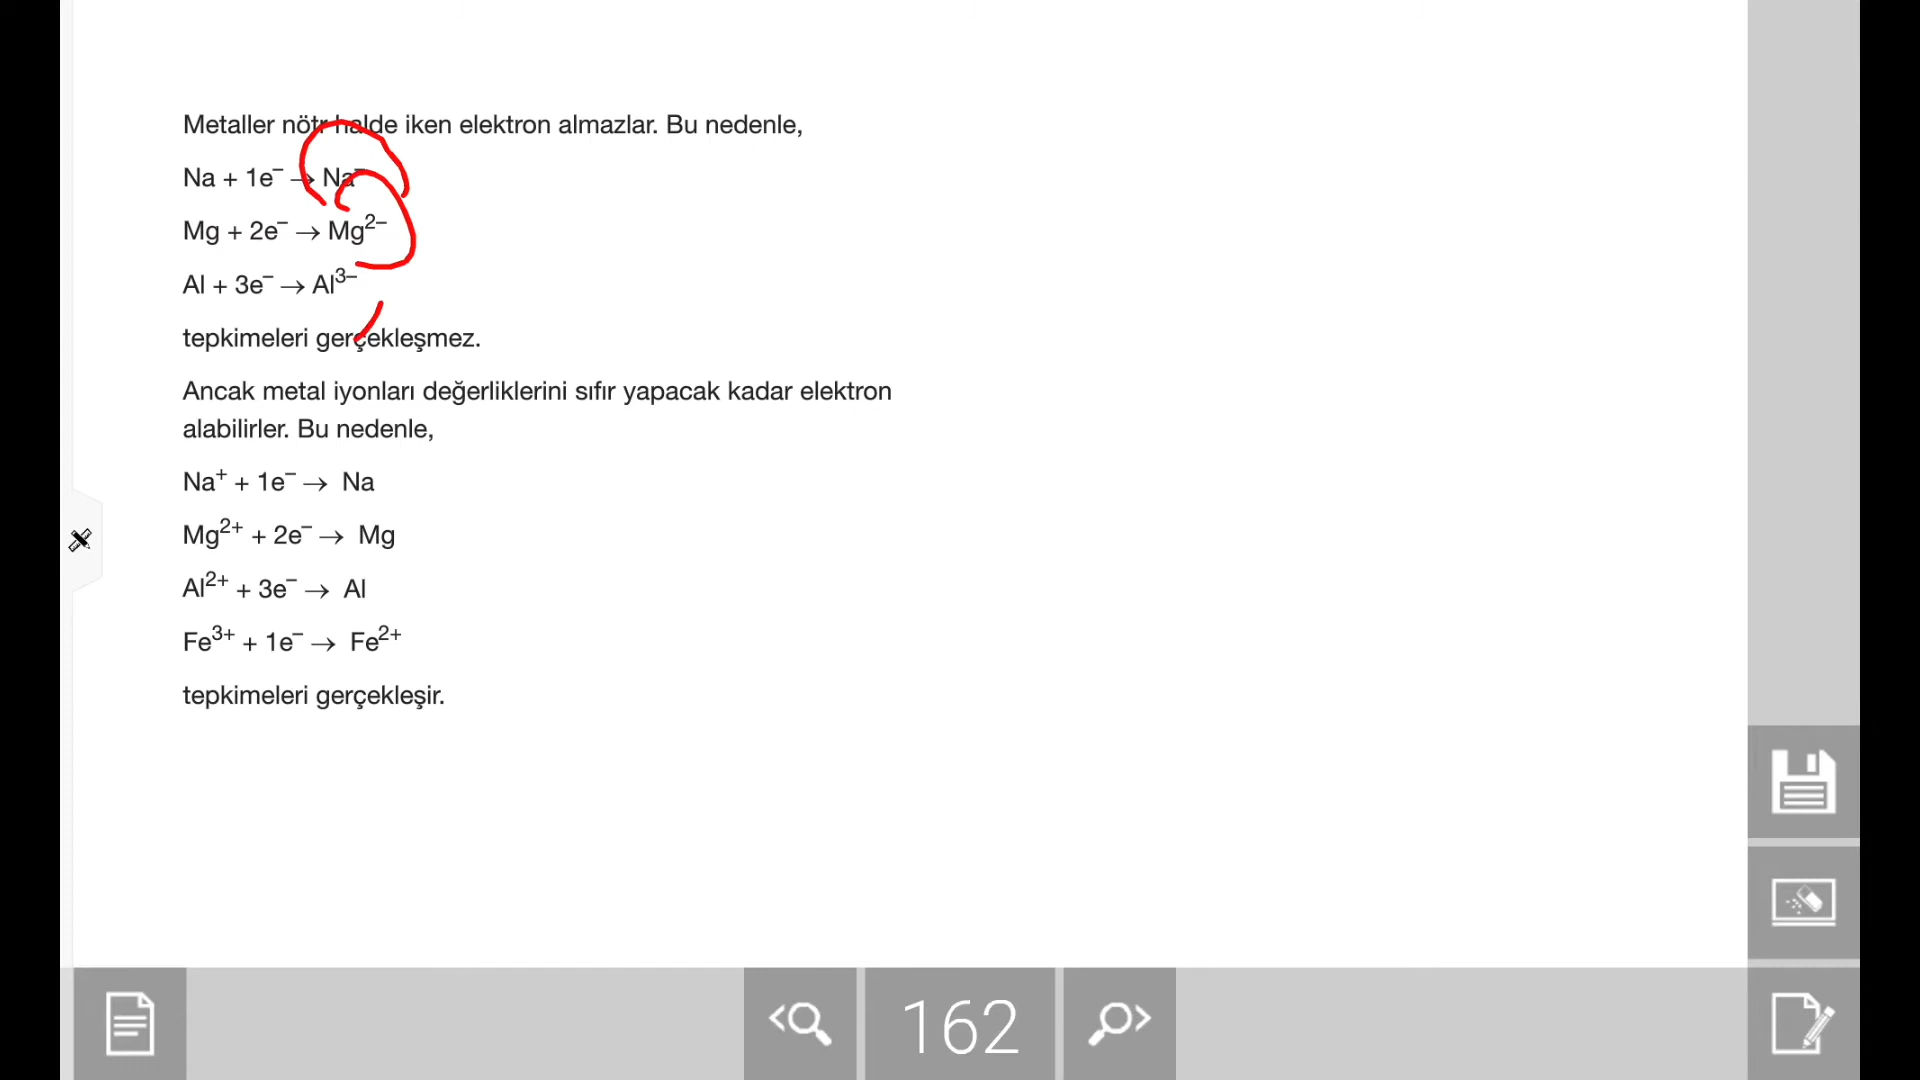 Metaller nötr halde iken elektron almazlar. Bu nedenle,
Na + 1e⁻ → Na⁻
Mg + 2e⁻ → Mg²⁻
Al + 3e⁻ → Al³⁻
tepkimeleri gerçekleşmez.
Ancak metal iyonları değerliklerini sıfır yapacak kadar elektron
alabilirler. Bu nedenle,
Na⁺ + 1e⁻ → Na
Mg²⁺ + 2e⁻ → Mg
Al²⁺ + 3e⁻ → Al
Fe³⁺ + 1e⁻ → Fe²⁺
tepkimeleri gerçekleşir.
162